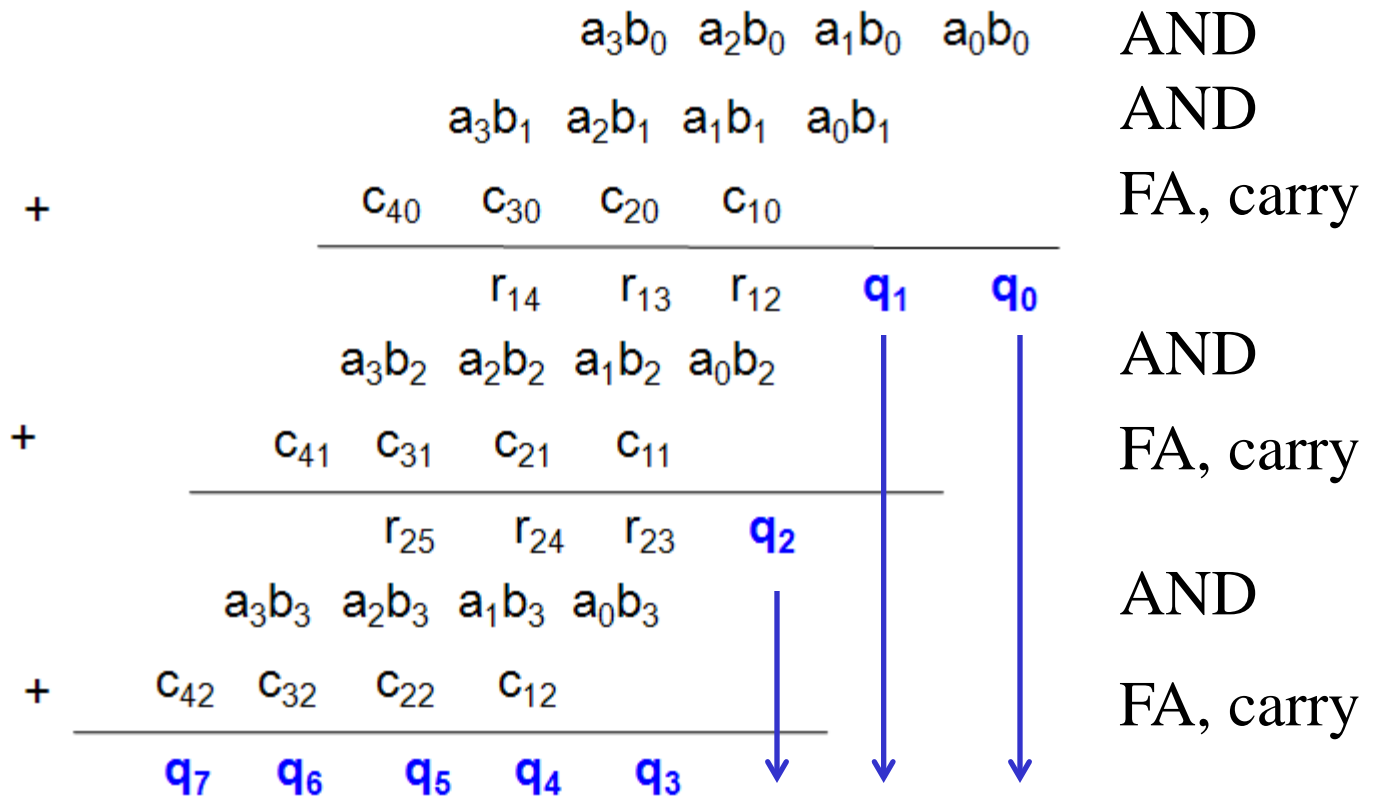 a₃b₀ a₂b₀ a₁b₀ a₀b₀ AND
a₃b₁ a₂b₁ a₁b₁ a₀b₁ AND
+ c₄₀ c₃₀ c₂₀ c₁₀ FA, carry
r₁₄ r₁₃ r₁₂ q₁ q₀
a₃b₂ a₂b₂ a₁b₂ a₀b₂ AND
+ c₄₁ c₃₁ c₂₁ c₁₁ FA, carry
r₂₅ r₂₄ r₂₃ q₂
a₃b₃ a₂b₃ a₁b₃ a₀b₃ AND
+ c₄₂ c₃₂ c₂₂ c₁₂ FA, carry
q₇ q₆ q₅ q₄ q₃